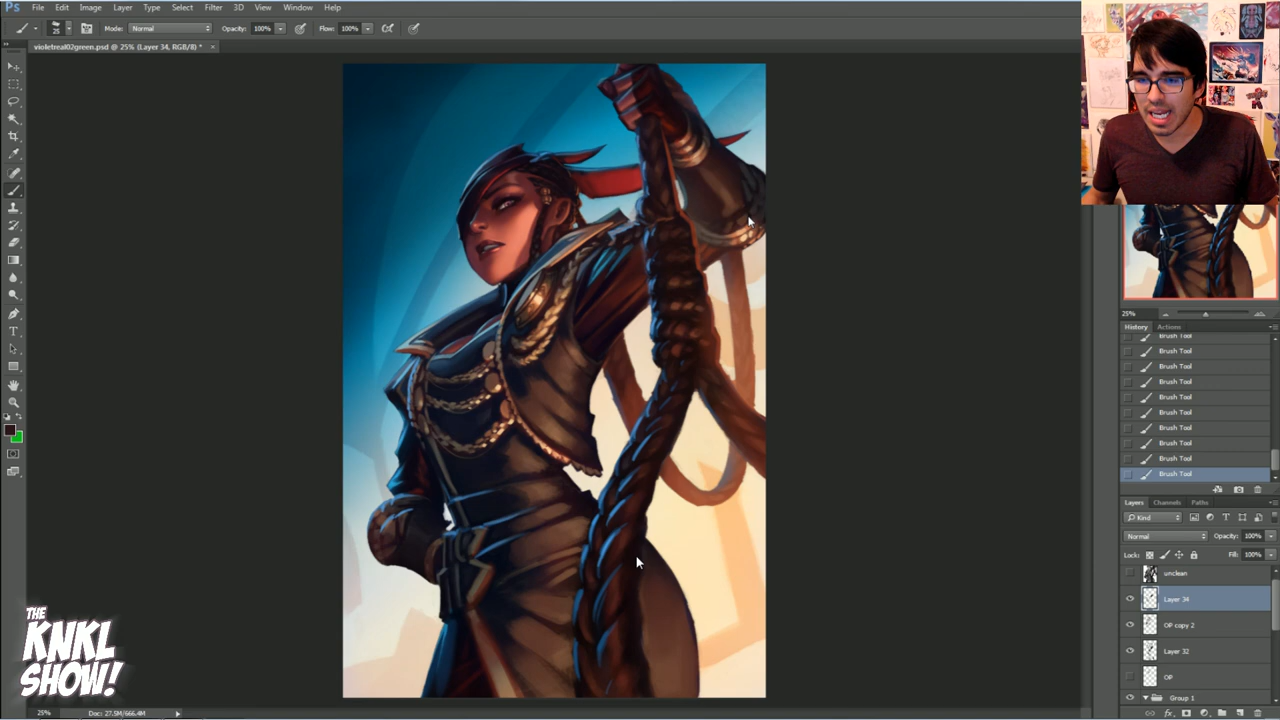 Ps File Edit Image Layer Type Select Filter 3D View Window Help
25 Mode: Normal Opacity: 100% Flow: 100%
violetreal02green.psd @ 25% (Layer 34, RGB/8) * ×
25%
History Actions
Brush Tool
Brush Tool
Brush Tool
Brush Tool
Brush Tool
Brush Tool
Brush Tool
Brush Tool
Brush Tool
Brush Tool
Layers Channels Paths
Kind
Normal Opacity: 100%
Lock: Fill: 100%
unclean
Layer 34
OP copy 2
Layer 32
OP
Group 1
THE
KNKL
SHOW!
25% Doc: 27.5M/666.4M